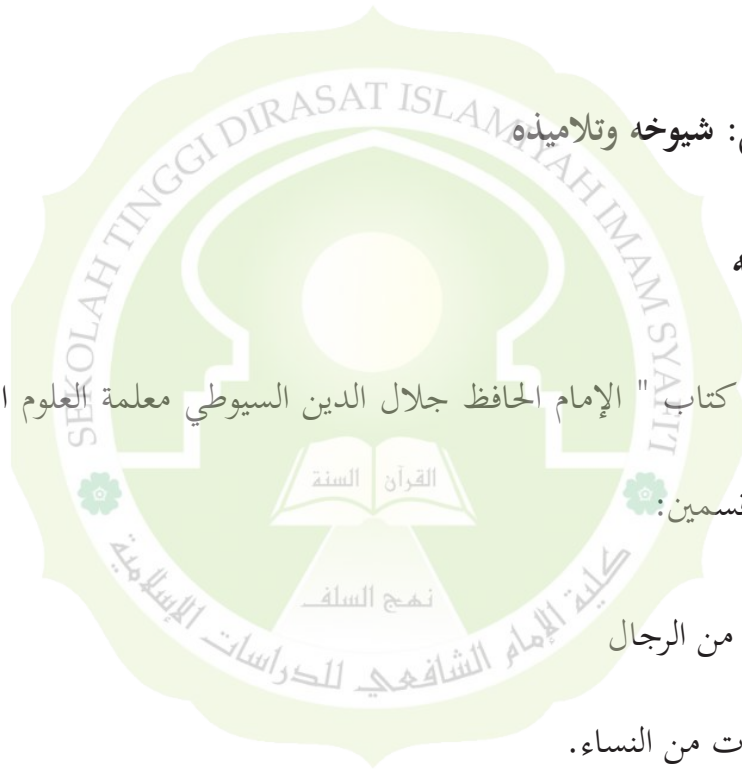 : شيوخه وتلاميذه
ه
كتاب " الإمام الحافظ جلال الدين السيوطي معلمة العلوم ا
قسمين:
من الرجال
ت من النساء.
SEKOLAH TINGGI DIRASAT ISLAMIYAH IMAM SYAFI'I
القرآن السنة
نهج السلف
كلية الإمام الشافعي للدراسات الإسلامية